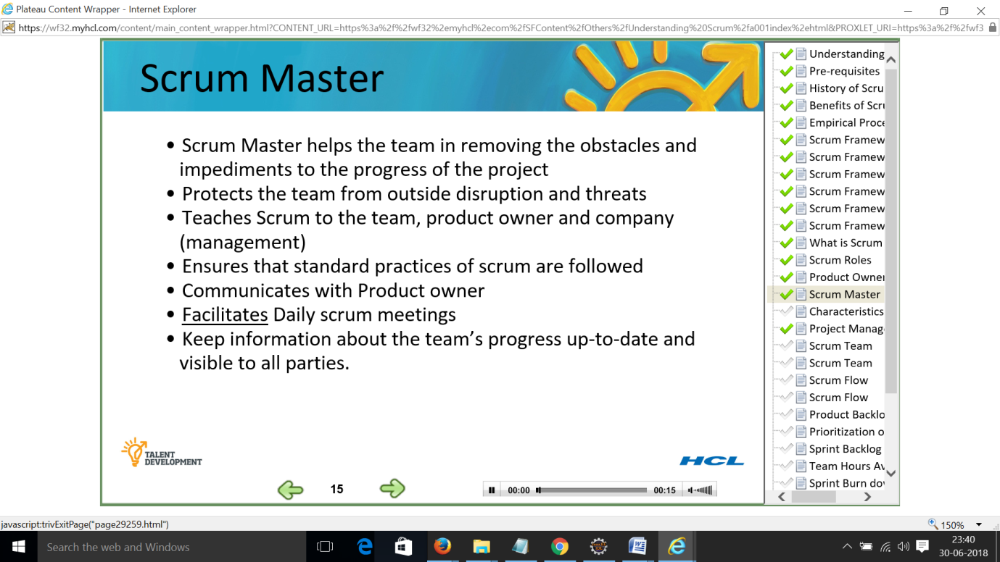 Plateau Content Wrapper - Internet Explorer
https://wf32.myhcl.com/content/main_content_wrapper.html?CONTENT_URL=https%3a%2f%2fwf32%2emyhcl%2ecom%2fSFContent%2fOthers%2fUnderstanding%20Scrum%2fa001index%2ehtml&PROXLET_URI=https%3a%2f%2fwf3
Scrum Master
• Scrum Master helps the team in removing the obstacles and
impediments to the progress of the project
• Protects the team from outside disruption and threats
• Teaches Scrum to the team, product owner and company
(management)
• Ensures that standard practices of scrum are followed
• Communicates with Product owner
• Facilitates Daily scrum meetings
• Keep information about the team’s progress up-to-date and
visible to all parties.
TALENT
DEVELOPMENT
HCL
15
00:00
00:15
Understanding
Pre-requisites
History of Scru
Benefits of Scru
Empirical Proce
Scrum Framew
Scrum Framew
Scrum Framew
Scrum Framew
Scrum Framew
Scrum Framew
What is Scrum
Scrum Roles
Product Owner
Scrum Master
Characteristics
Project Manag
Scrum Team
Scrum Team
Scrum Flow
Scrum Flow
Product Backlo
Prioritization o
Sprint Backlog
Team Hours Av
Sprint Burn dov
javascript:trivExitPage("page29259.html")
150%
Search the web and Windows
23:40
30-06-2018